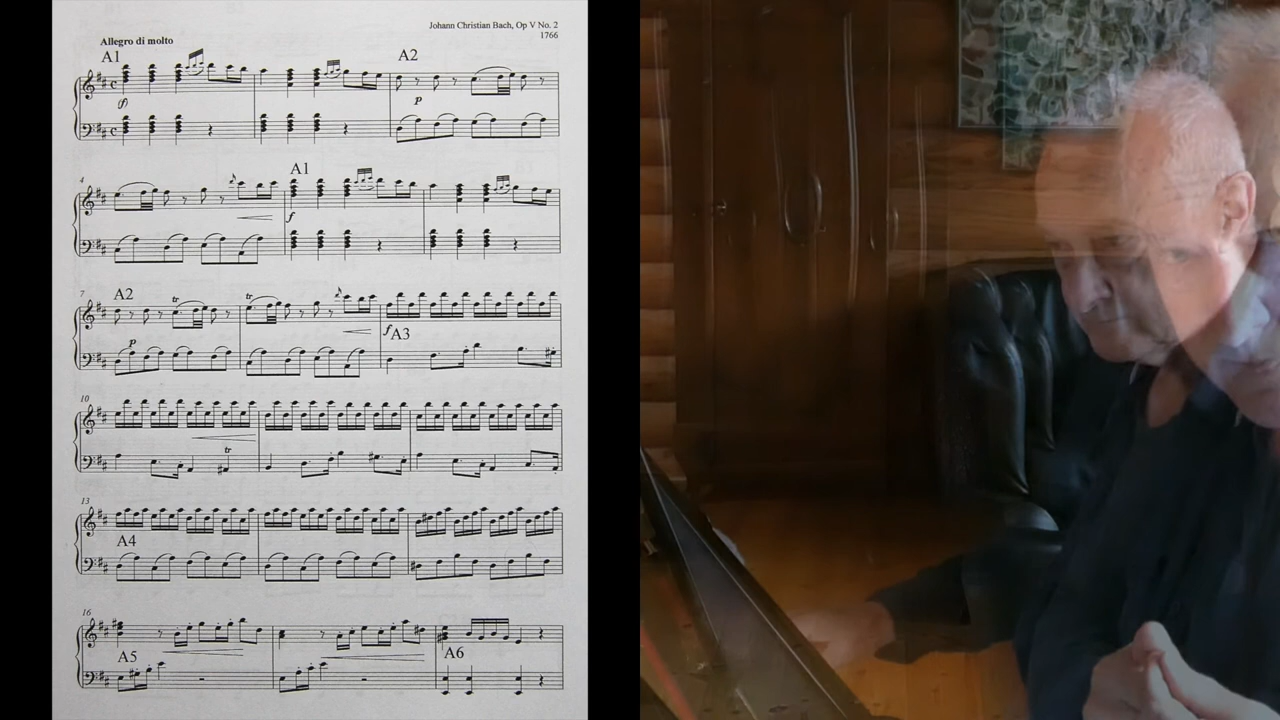 Johann Christian Bach, Op V No. 2
1766
Allegro di molto
A1 A2
(f) p
4
A1
f
7
A2 tr tr
p f A3
10
tr
13
A4
16
A5 A6